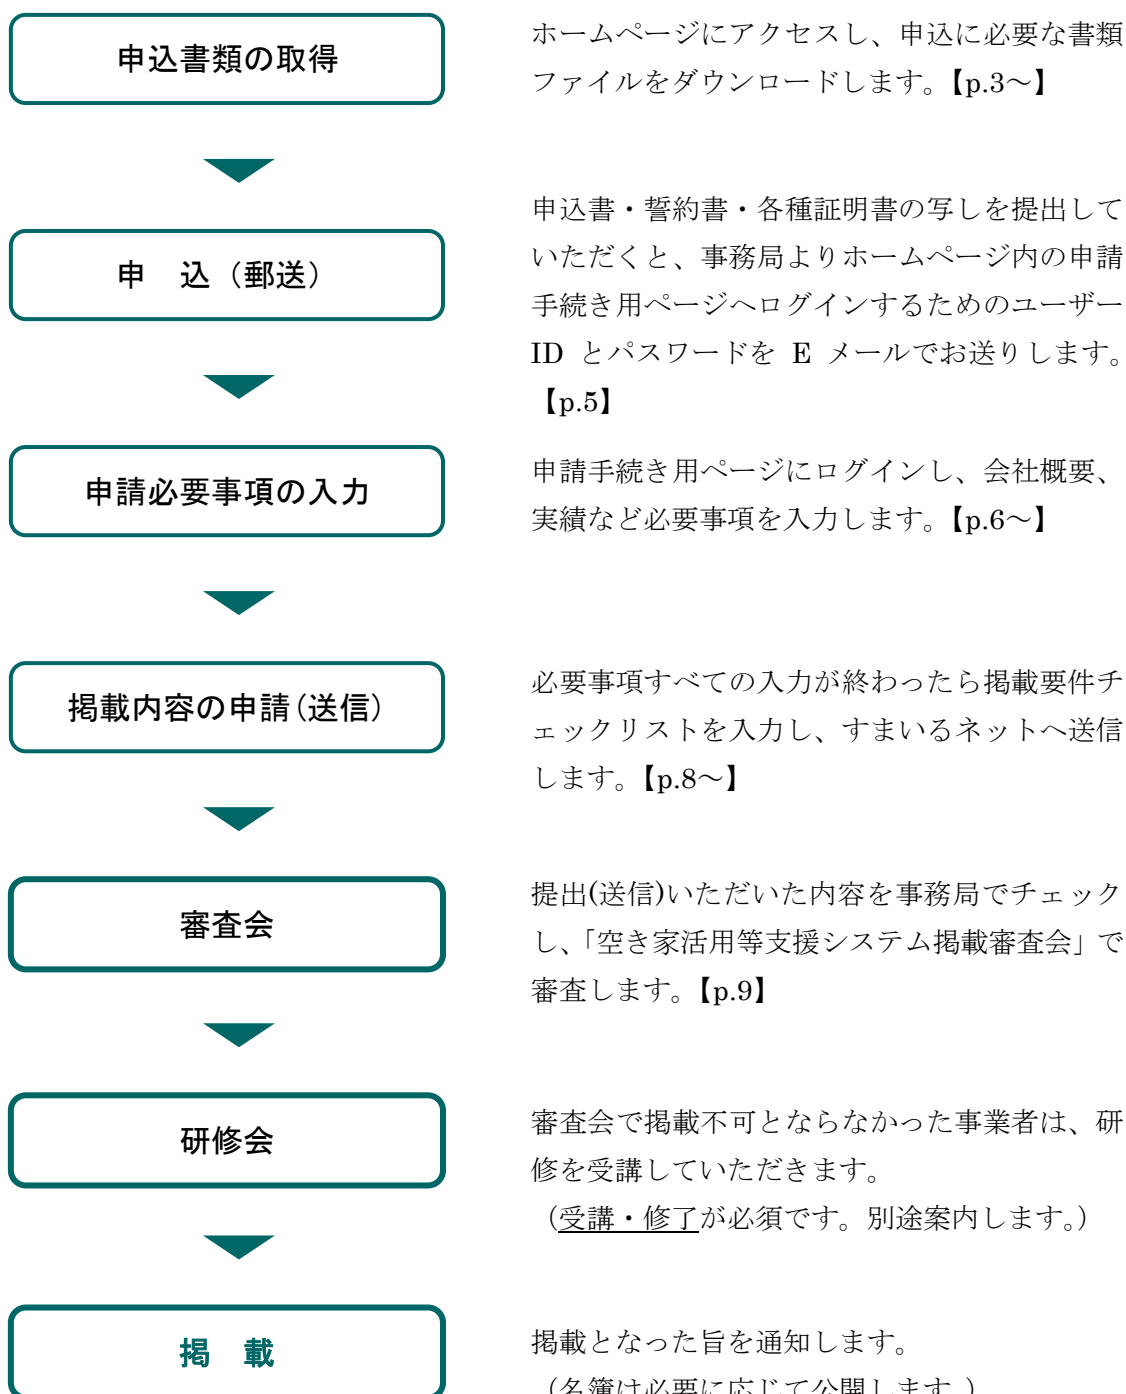 申込書類の取得
ホームページにアクセスし、申込に必要な書類
ファイルをダウンロードします。【p.3～】
申　込（郵送）
申込書・誓約書・各種証明書の写しを提出して
いただくと、事務局よりホームページ内の申請
手続き用ページへログインするためのユーザー
ID とパスワードを E メールでお送りします。
【p.5】
申請必要事項の入力
申請手続き用ページにログインし、会社概要、
実績など必要事項を入力します。【p.6～】
掲載内容の申請（送信）
必要事項すべての入力が終わったら掲載要件チ
ェックリストを入力し、すまいるネットへ送信
します。【p.8～】
審査会
提出(送信)いただいた内容を事務局でチェック
し、「空き家活用等支援システム掲載審査会」で
審査します。【p.9】
研修会
審査会で掲載不可とならなかった事業者は、研
修を受講していただきます。
（受講・修了が必須です。別途案内します。）
掲　載
掲載となった旨を通知します。
（名簿は必要に応じて公開します。）